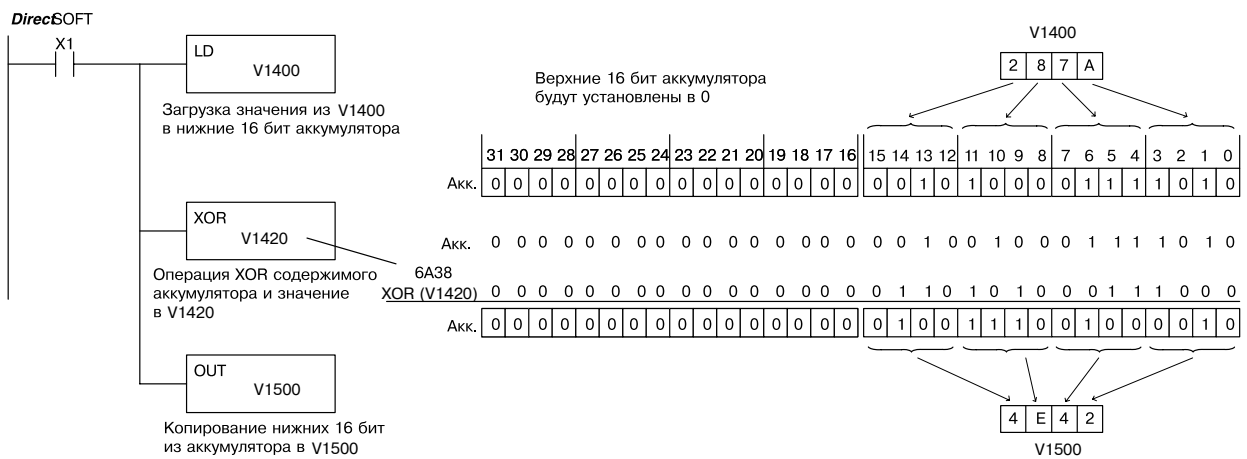 DirectSOFT
X1
LD
V1400
Загрузка значения из V1400
в нижние 16 бит аккумулятора
XOR
V1420
Операция XOR содержимого
аккумулятора и значение
в V1420
OUT
V1500
Копирование нижних 16 бит
из аккумулятора в V1500
Верхние 16 бит аккумулятора
будут установлены в 0
V1400
2 8 7 A
31 30 29 28 27 26 25 24 23 22 21 20 19 18 17 16 15 14 13 12 11 10 9 8 7 6 5 4 3 2 1 0
Акк. 0 0 0 0 0 0 0 0 0 0 0 0 0 0 0 0 0 0 1 0 1 0 0 0 0 1 1 1 1 0 1 0
Акк. 0 0 0 0 0 0 0 0 0 0 0 0 0 0 0 0 0 0 1 0 0 1 0 0 0 1 1 1 1 0 1 0
6A38
XOR (V1420) 0 0 0 0 0 0 0 0 0 0 0 0 0 0 0 0 0 1 1 0 1 0 1 0 0 0 1 1 1 0 0 0
Акк. 0 0 0 0 0 0 0 0 0 0 0 0 0 0 0 0 0 1 0 0 1 1 1 0 0 1 0 0 0 0 1 0
4 E 4 2
V1500